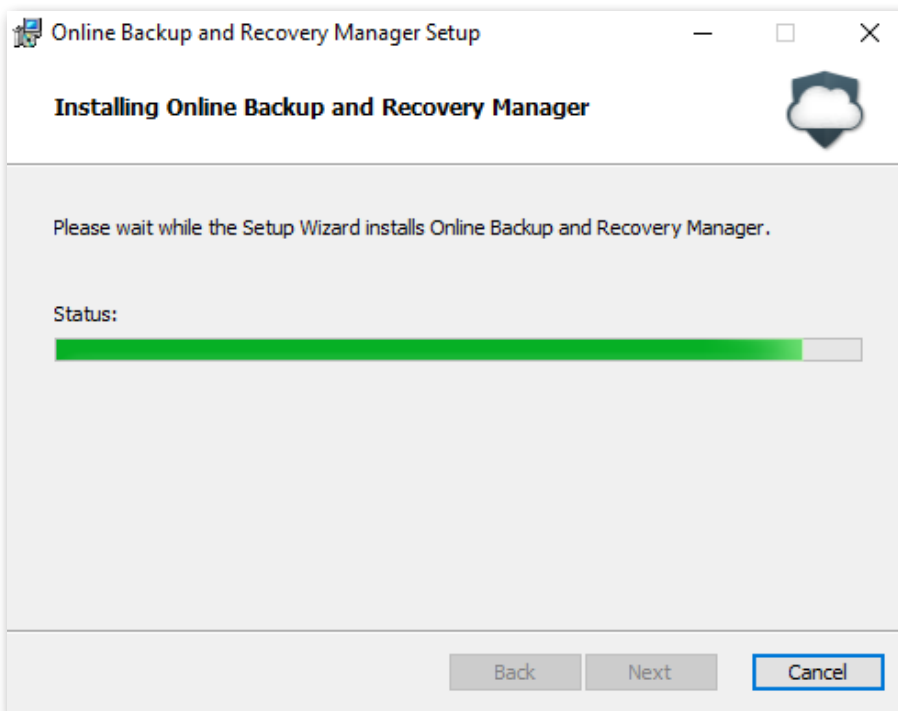 Online Backup and Recovery Manager Setup
Installing Online Backup and Recovery Manager
Please wait while the Setup Wizard installs Online Backup and Recovery Manager.
Status:
Back Next Cancel